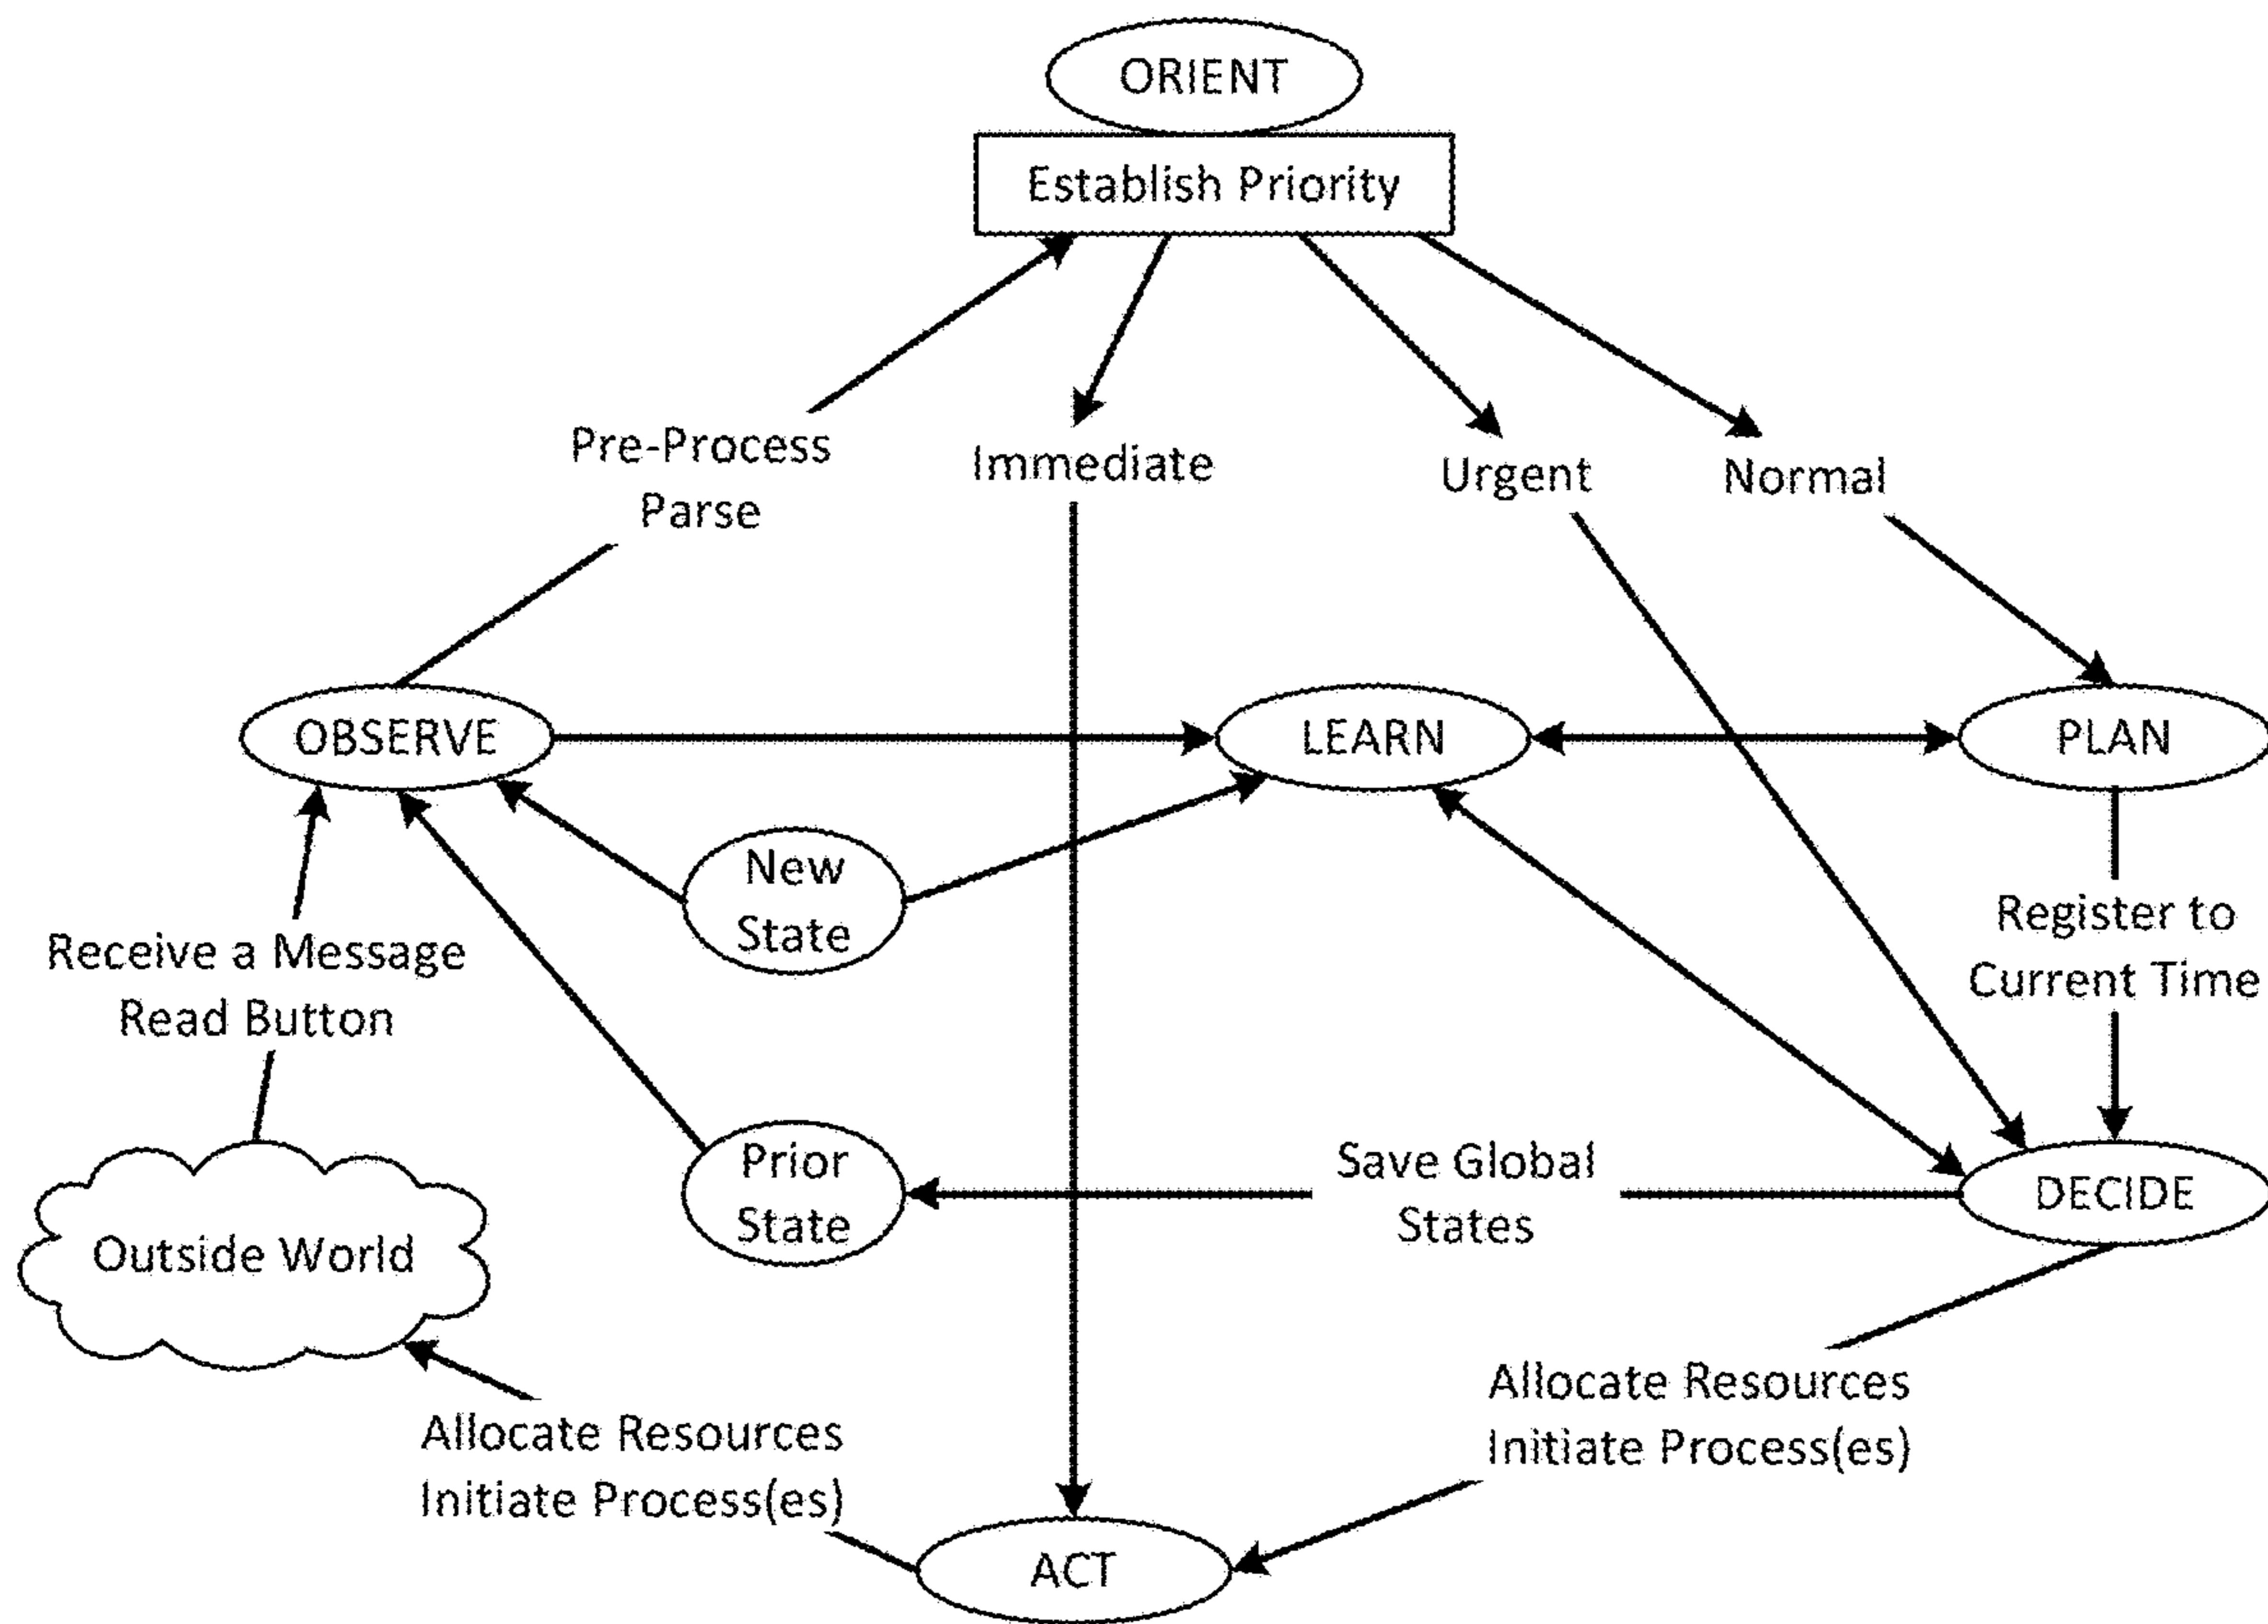 ORIENT
Establish Priority
Pre-Process
Parse
Immediate
Urgent
Normal
OBSERVE
LEARN
PLAN
New
State
Receive a Message
Read Button
Register to
Current Time
Prior
State
Save Global
States
DECIDE
Outside World
Allocate Resources
Initiate Process(es)
Allocate Resources
Initiate Process(es)
ACT